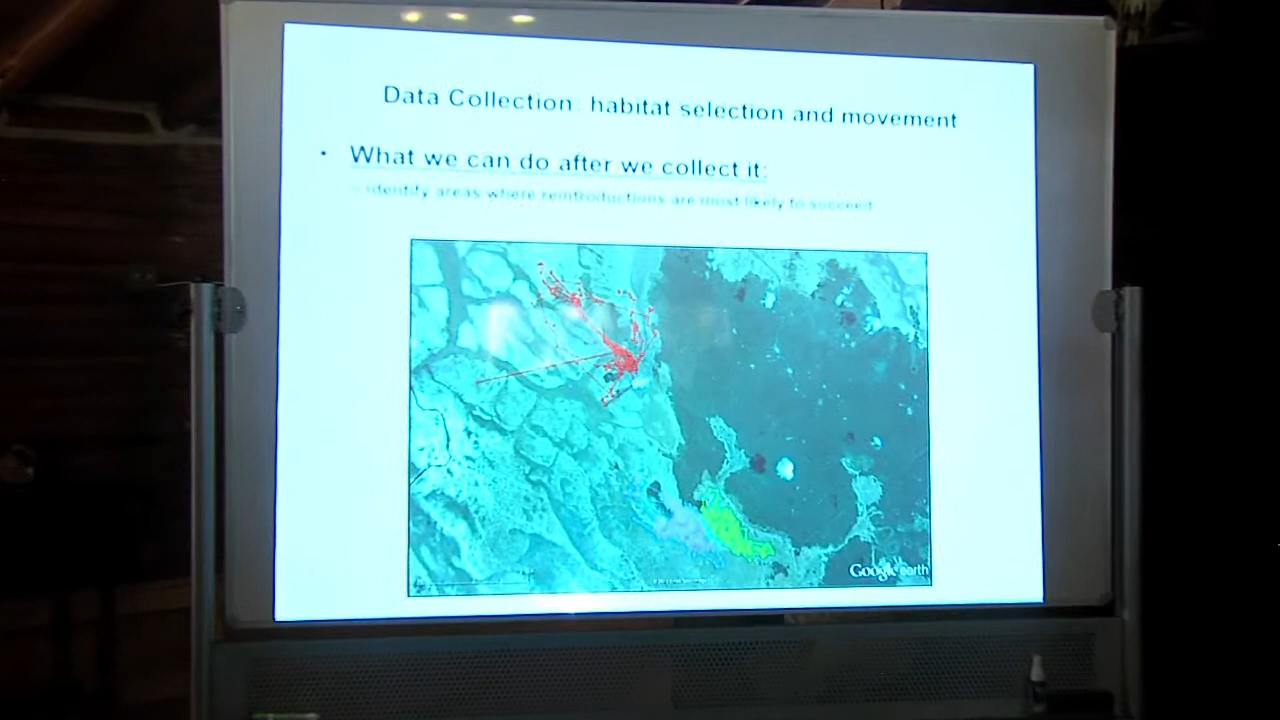 Data Collection: habitat selection and movement
• What we can do after we collect it:
– identify areas where reintroductions are most likely to succeed
Google earth